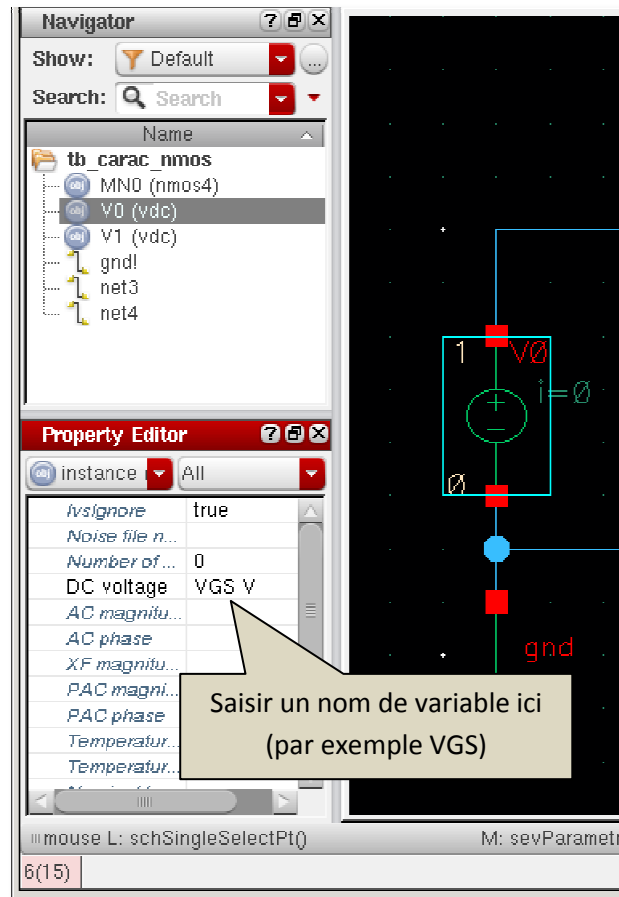 Navigator
Show: Default ...
Search: Search
Name
tb_carac_nmos
MN0 (nmos4)
V0 (vdc)
V1 (vdc)
gnd!
net3
net4
Property Editor
instance All
lvsIgnore true
Noise file n...
Number of ... 0
DC voltage VGS V
AC magnitu...
AC phase
XF magnitu...
PAC magni...
PAC phase
Temperatur...
Temperatur...
1
V0
i=0
+
−
0
gnd
Saisir un nom de variable ici
(par exemple VGS)
mouse L: schSingleSelectPt() M: sevParametr
6(15)